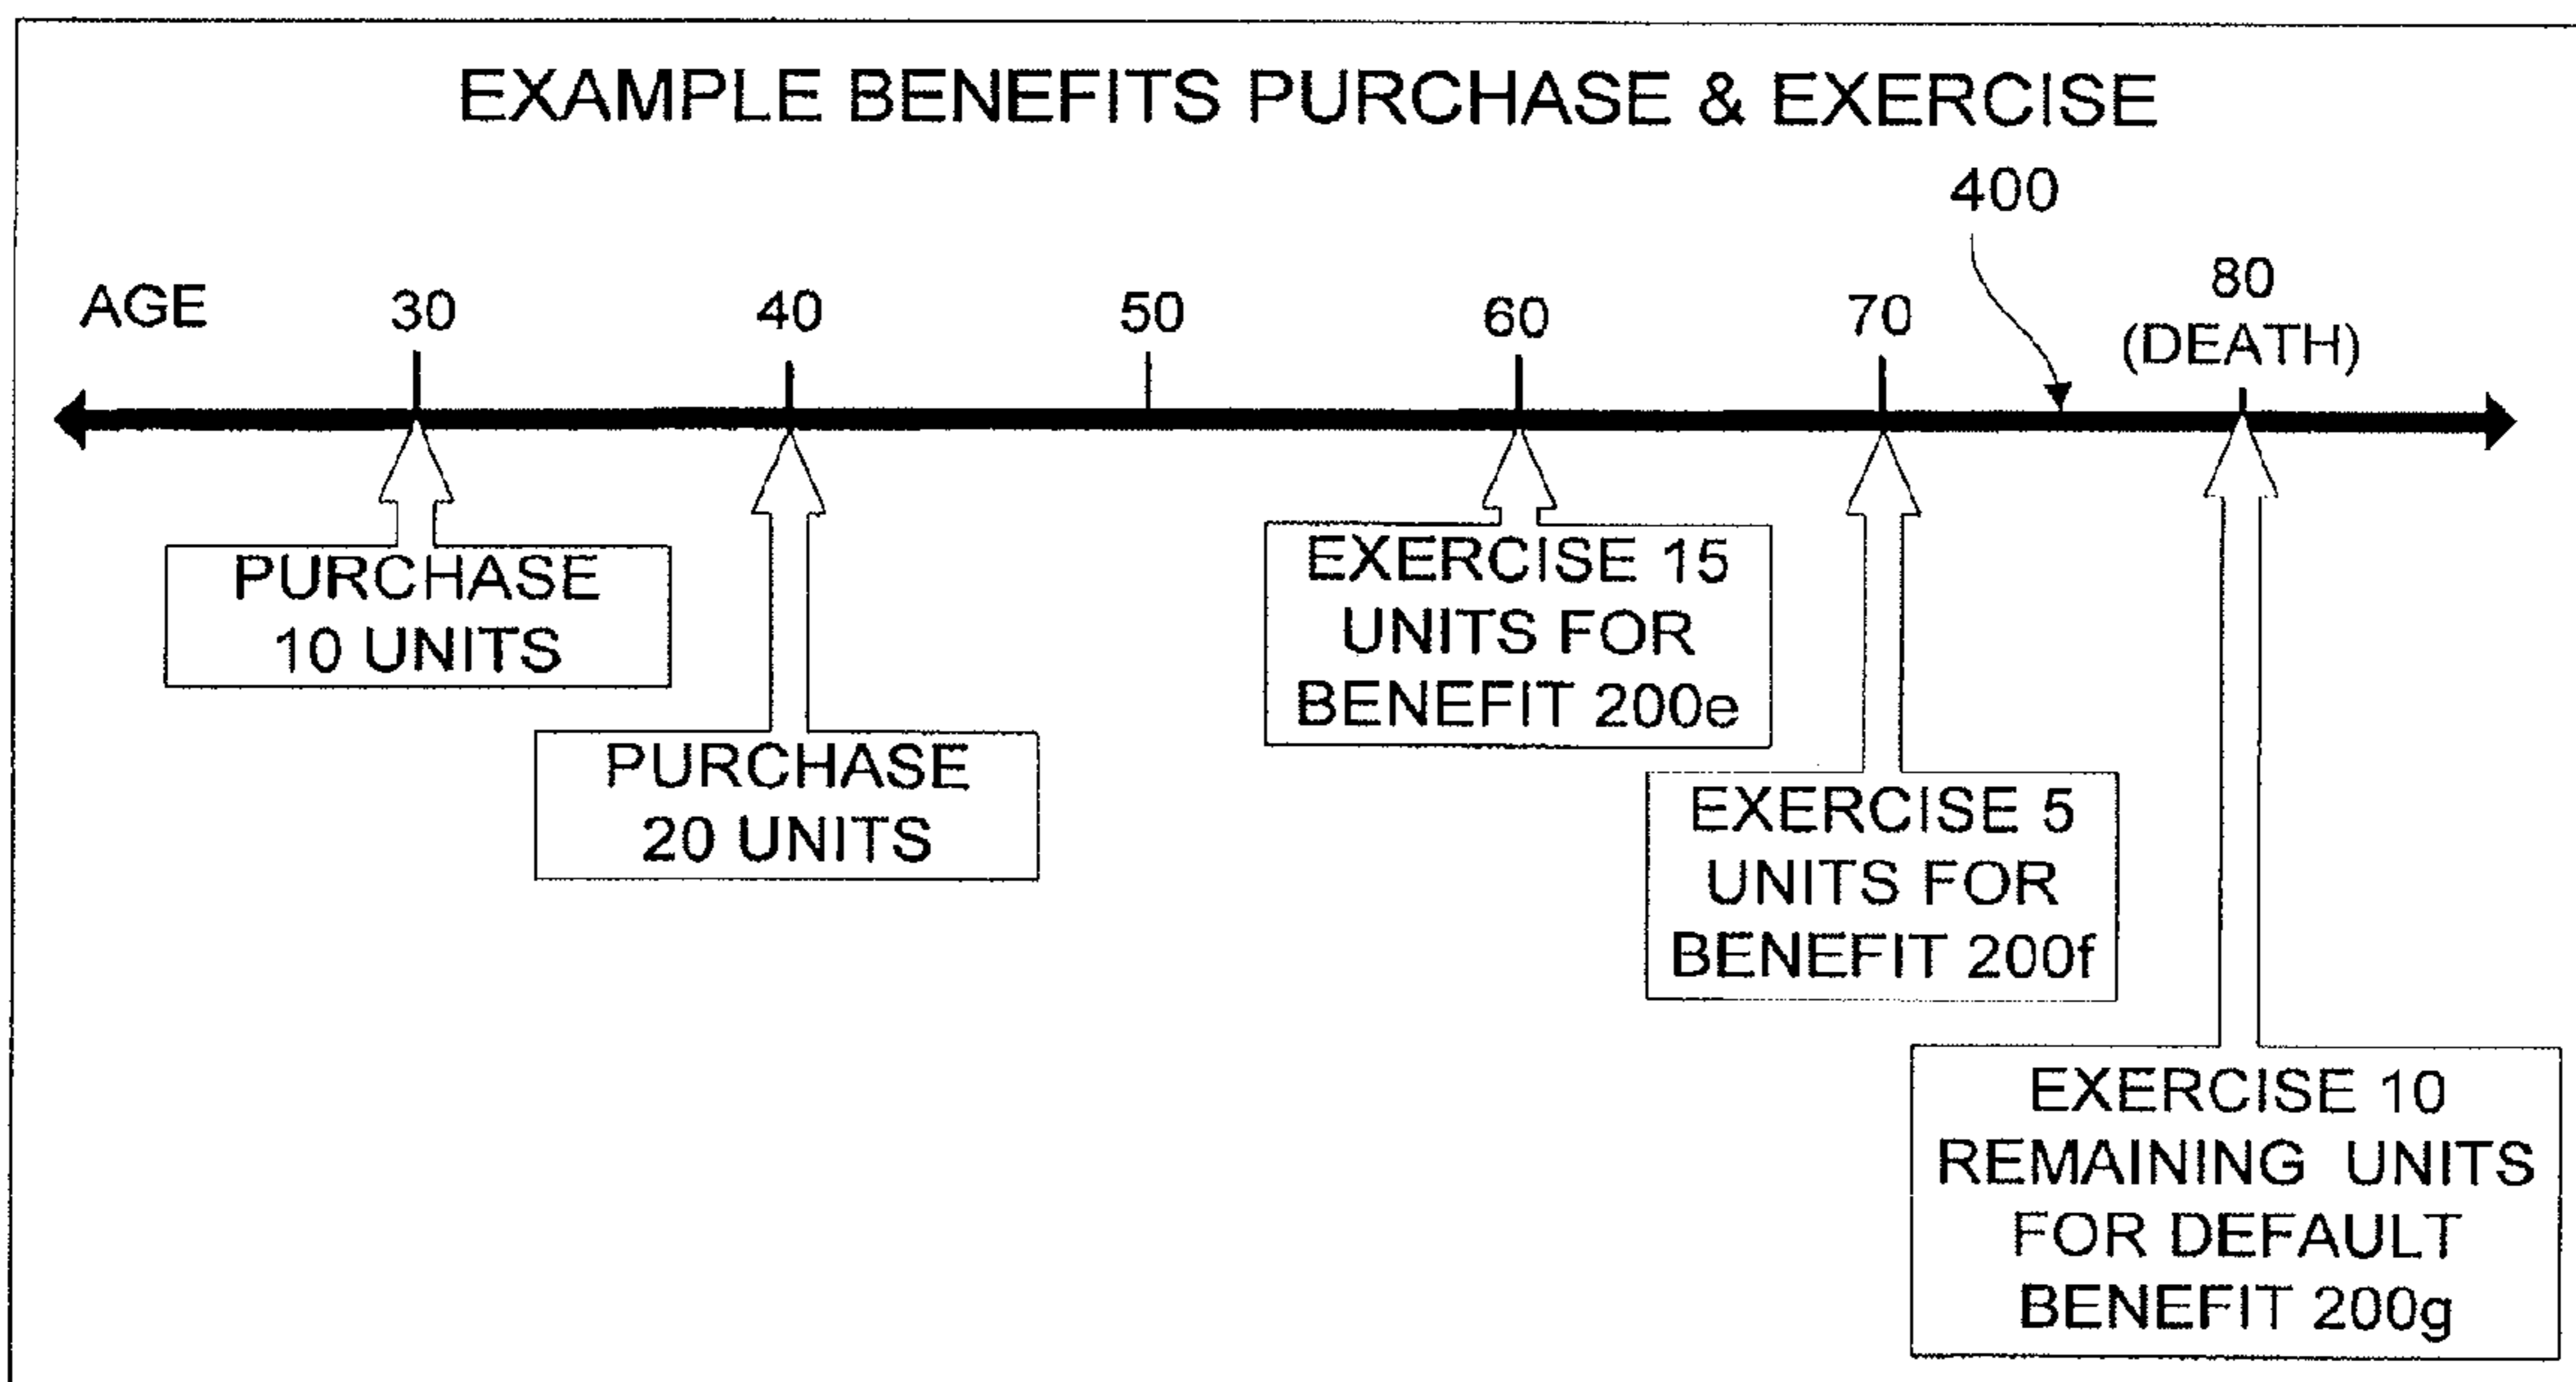 EXAMPLE BENEFITS PURCHASE & EXERCISE
400
AGE 30 40 50 60 70 80
(DEATH)
PURCHASE
10 UNITS
PURCHASE
20 UNITS
EXERCISE 15
UNITS FOR
BENEFIT 200e
EXERCISE 5
UNITS FOR
BENEFIT 200f
EXERCISE 10
REMAINING UNITS
FOR DEFAULT
BENEFIT 200g